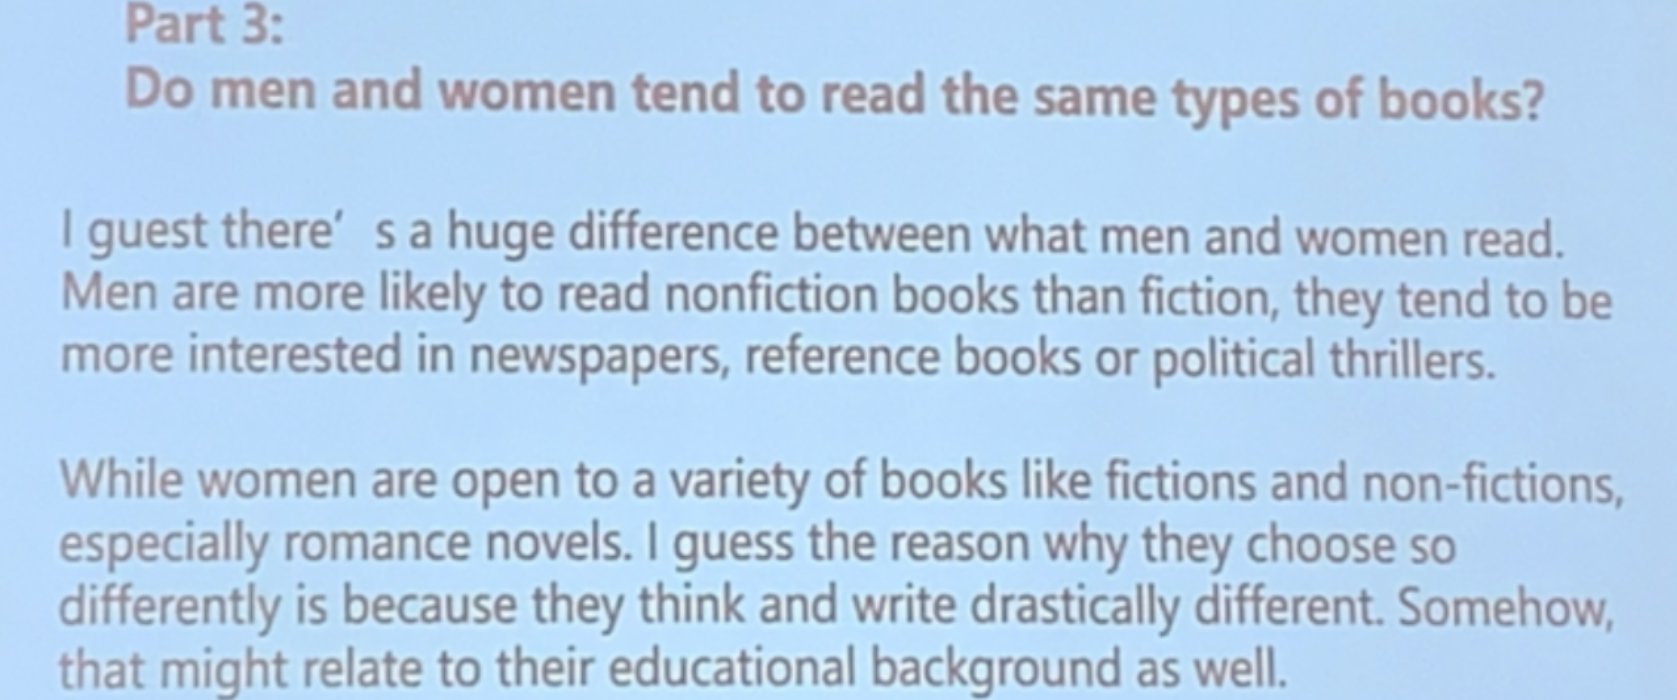 Part 3:
Do men and women tend to read the same types of books?
I guest there’ s a huge difference between what men and women read.
Men are more likely to read nonfiction books than fiction, they tend to be
more interested in newspapers, reference books or political thrillers.
While women are open to a variety of books like fictions and non-fictions,
especially romance novels. I guess the reason why they choose so
differently is because they think and write drastically different. Somehow,
that might relate to their educational background as well.